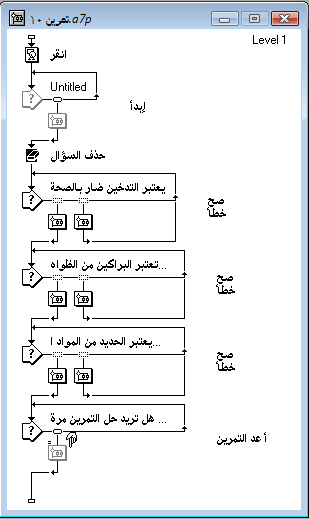 تمرين ١٠.a7p
Level 1
انقر
Untitled
إبدأ
حذف السؤال
يعتبر التدخين ضار بالصحة
صح
خطأ
تعتبر البراكين من الظواه...
صح
خطأ
يعتبر الحديد من المواد ا...
صح
خطأ
هل تريد حل التمرين مرة ...
أعد التمرين